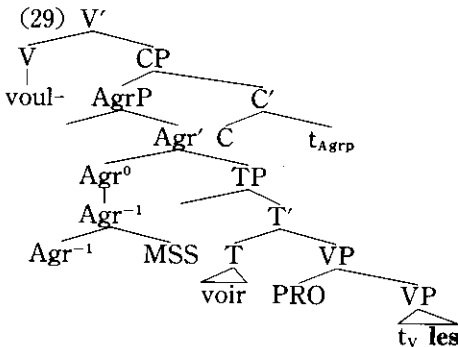 (29) V′
V CP
voul- AgrP C′
Agr′ C t_Agrp
Agr⁰ TP
Agr⁻¹ T′
Agr⁻¹ MSS T VP
voir PRO VP
t_v les